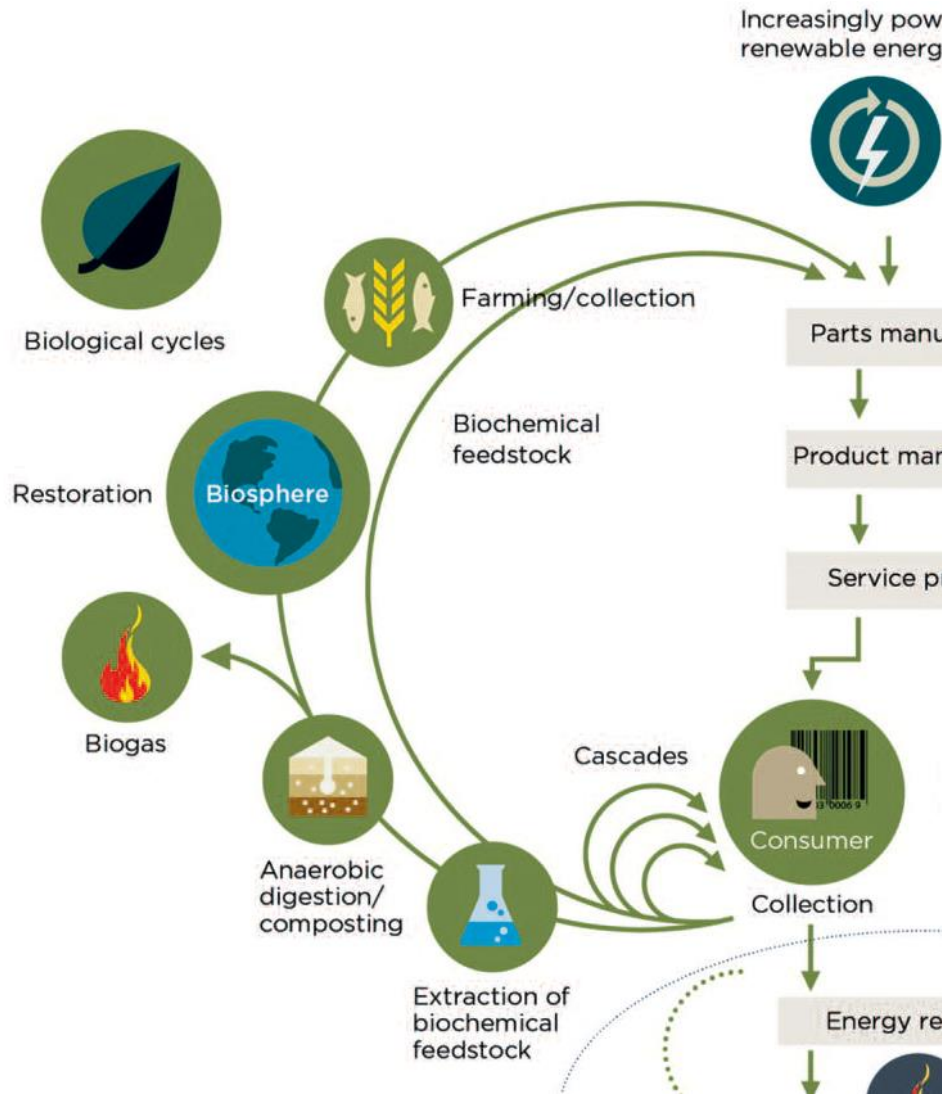 Increasingly pow
renewable energ
Biological cycles
Farming/collection
Parts manu
Biochemical
feedstock
Product man
Restoration
Biosphere
Service pr
Biogas
Cascades
Consumer
Anaerobic
digestion/
composting
Collection
Extraction of
biochemical
feedstock
Energy re